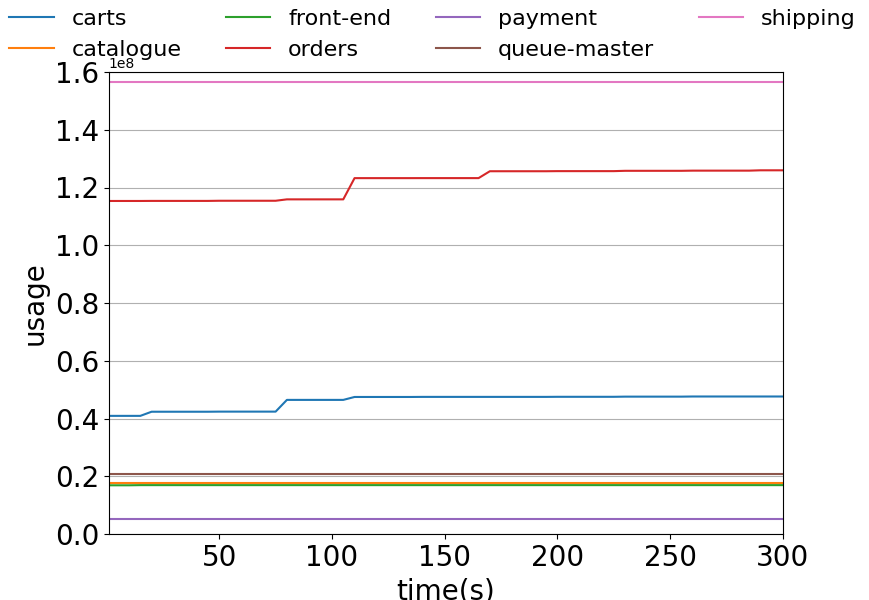 carts front-end payment shipping
catalogue orders queue-master
1e8
1.6
1.4
1.2
1.0
0.8
0.6
0.4
0.2
0.0
usage
50 100 150 200 250 300
time(s)